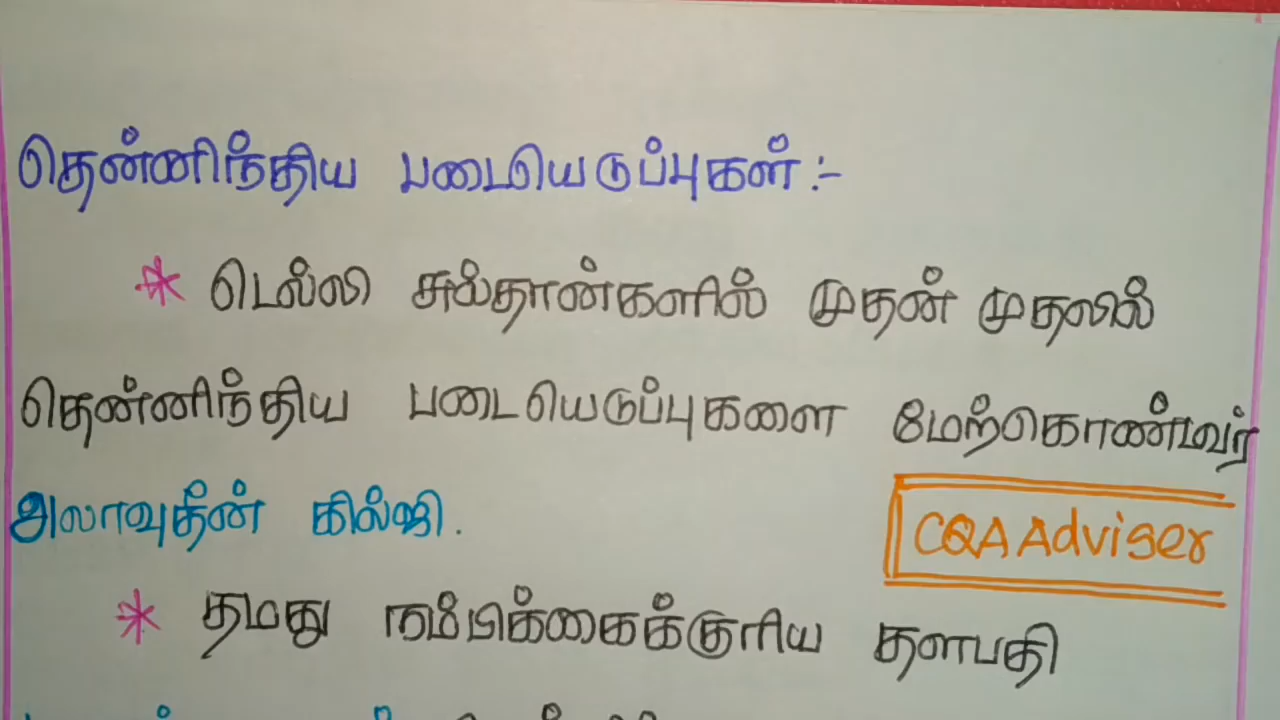 தென்னிந்திய படையெடுப்புகள் :-
* டெல்லி சுல்தான்களில் முதன் முதலில்
தென்னிந்திய படையெடுப்புகளை மேற்கொண்டவர்
அலாவுதீன் கில்ஜி.
CQA Adviser
* தமது நம்பிக்கைக்குரிய தளபதி